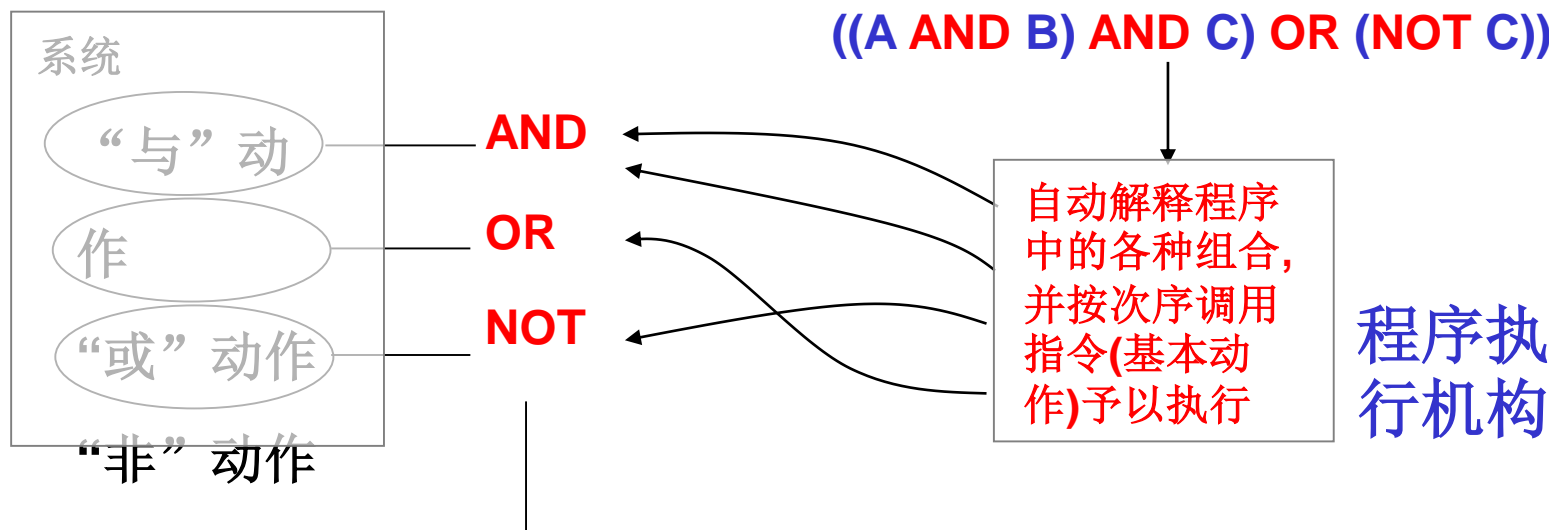 ((A AND B) AND C) OR (NOT C))
系统
“与”动
作
“或”动作
“非”动作
AND
OR
NOT
自动解释程序
中的各种组合,
并按次序调用
指令(基本动
作)予以执行
程序执
行机构